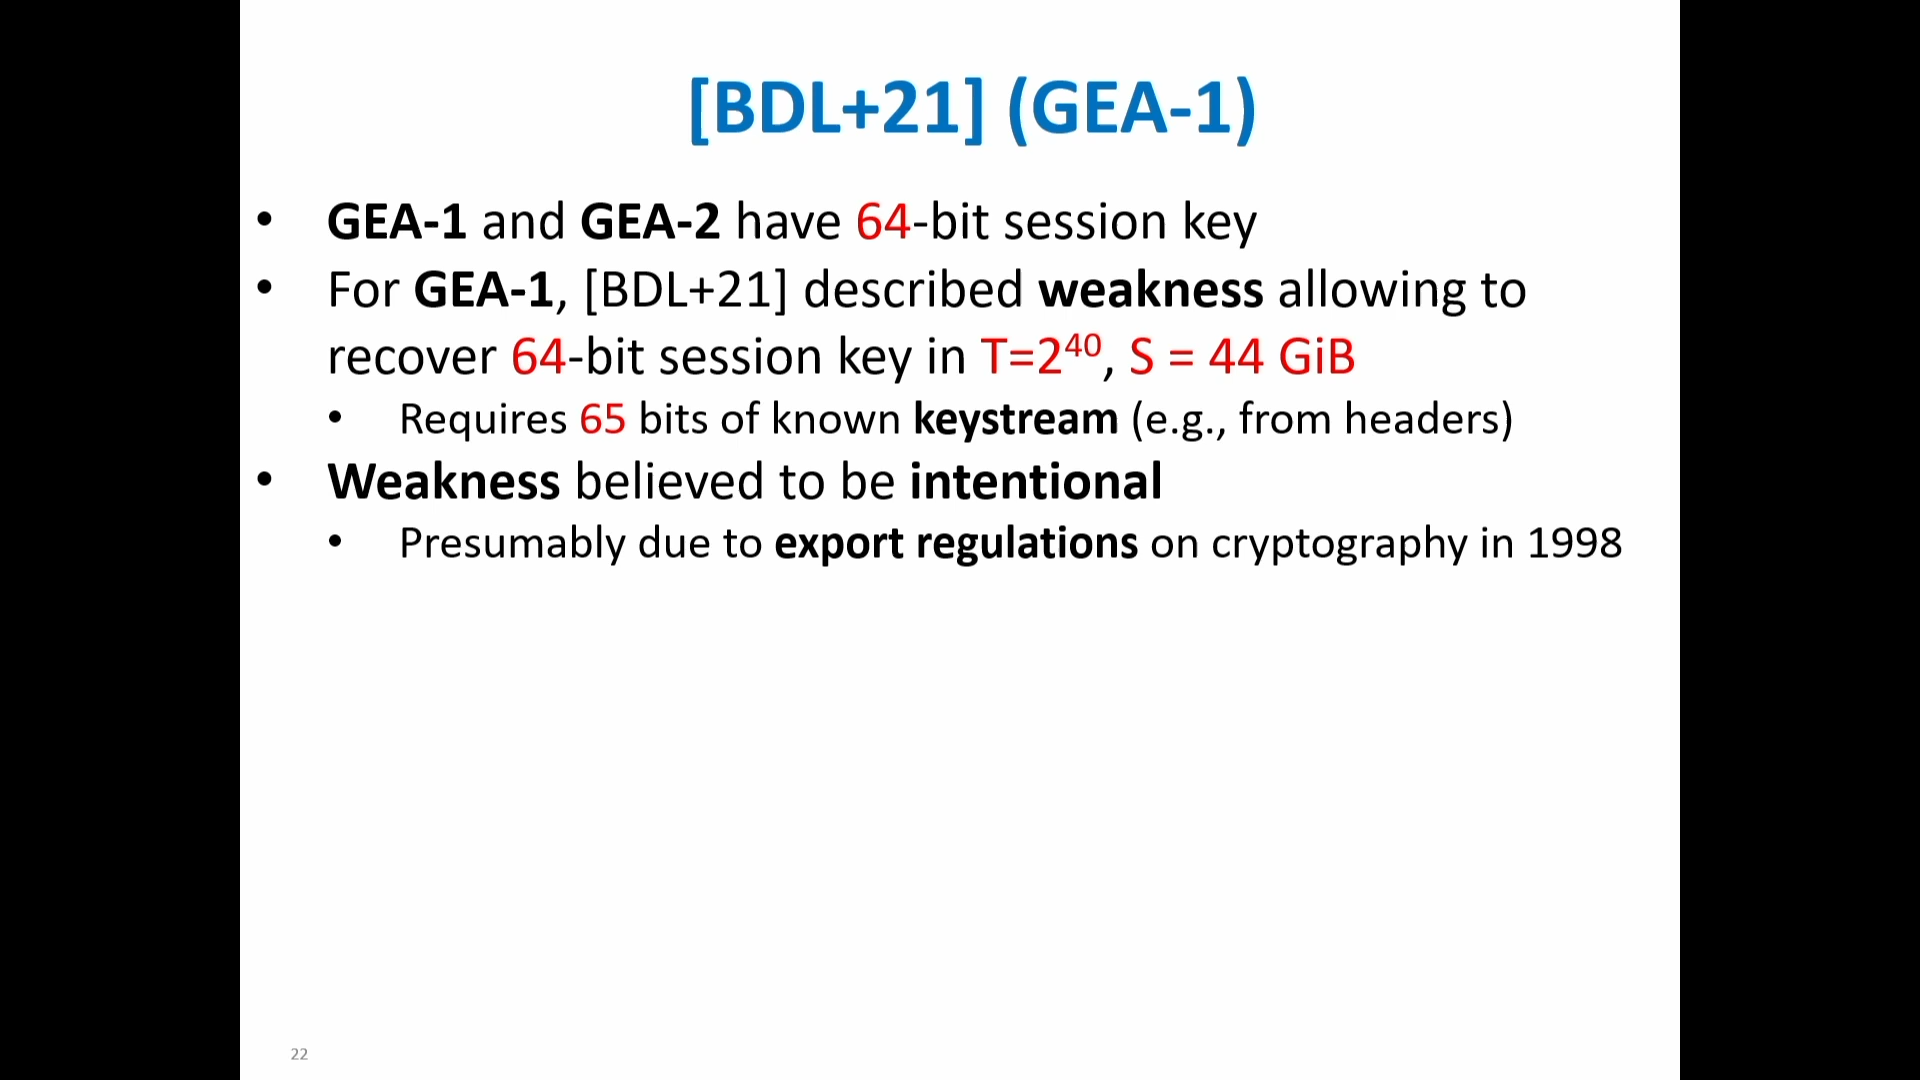 [BDL+21] (GEA-1)
• GEA-1 and GEA-2 have 64-bit session key
• For GEA-1, [BDL+21] described weakness allowing to
recover 64-bit session key in T=2⁴⁰, S = 44 GiB
• Requires 65 bits of known keystream (e.g., from headers)
• Weakness believed to be intentional
• Presumably due to export regulations on cryptography in 1998
22